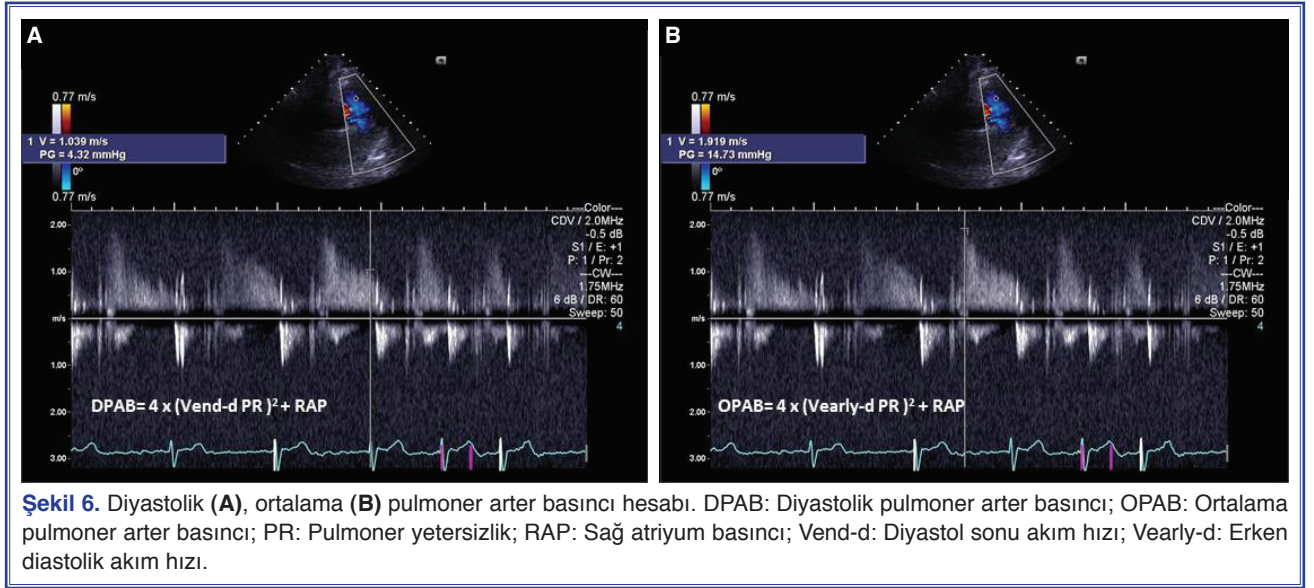 A
0.77 m/s
1 V = 1.039 m/s
PG = 4.32 mmHg
0°
0.77 m/s
---Color---
CDV / 2.0MHz
-0.5 dB
S1 / E: +1
P: 1 / Pr: 2
---CW---
1.75MHz
6 dB / DR: 60
Sweep: 50
4
2.00
1.00
m/s
1.00
2.00
3.00
DPAB= 4 x (Vend-d PR )² + RAP
B
0.77 m/s
1 V = 1.919 m/s
PG = 14.73 mmHg
0°
0.77 m/s
---Color---
CDV / 2.0MHz
-0.5 dB
S1 / E: +1
P: 1 / Pr: 2
---CW---
1.75MHz
6 dB / DR: 60
Sweep: 50
4
2.00
1.00
m/s
1.00
2.00
3.00
OPAB= 4 x (Vearly-d PR )² + RAP
Şekil 6. Diyastolik (A), ortalama (B) pulmoner arter basıncı hesabı. DPAB: Diyastolik pulmoner arter basıncı; OPAB: Ortalama
pulmoner arter basıncı; PR: Pulmoner yetersizlik; RAP: Sağ atriyum basıncı; Vend-d: Diyastol sonu akım hızı; Vearly-d: Erken
diastolik akım hızı.